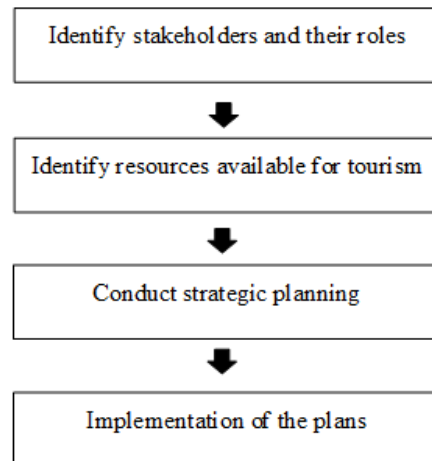 Identify stakeholders and their roles
Identify resources available for tourism
Conduct strategic planning
Implementation of the plans